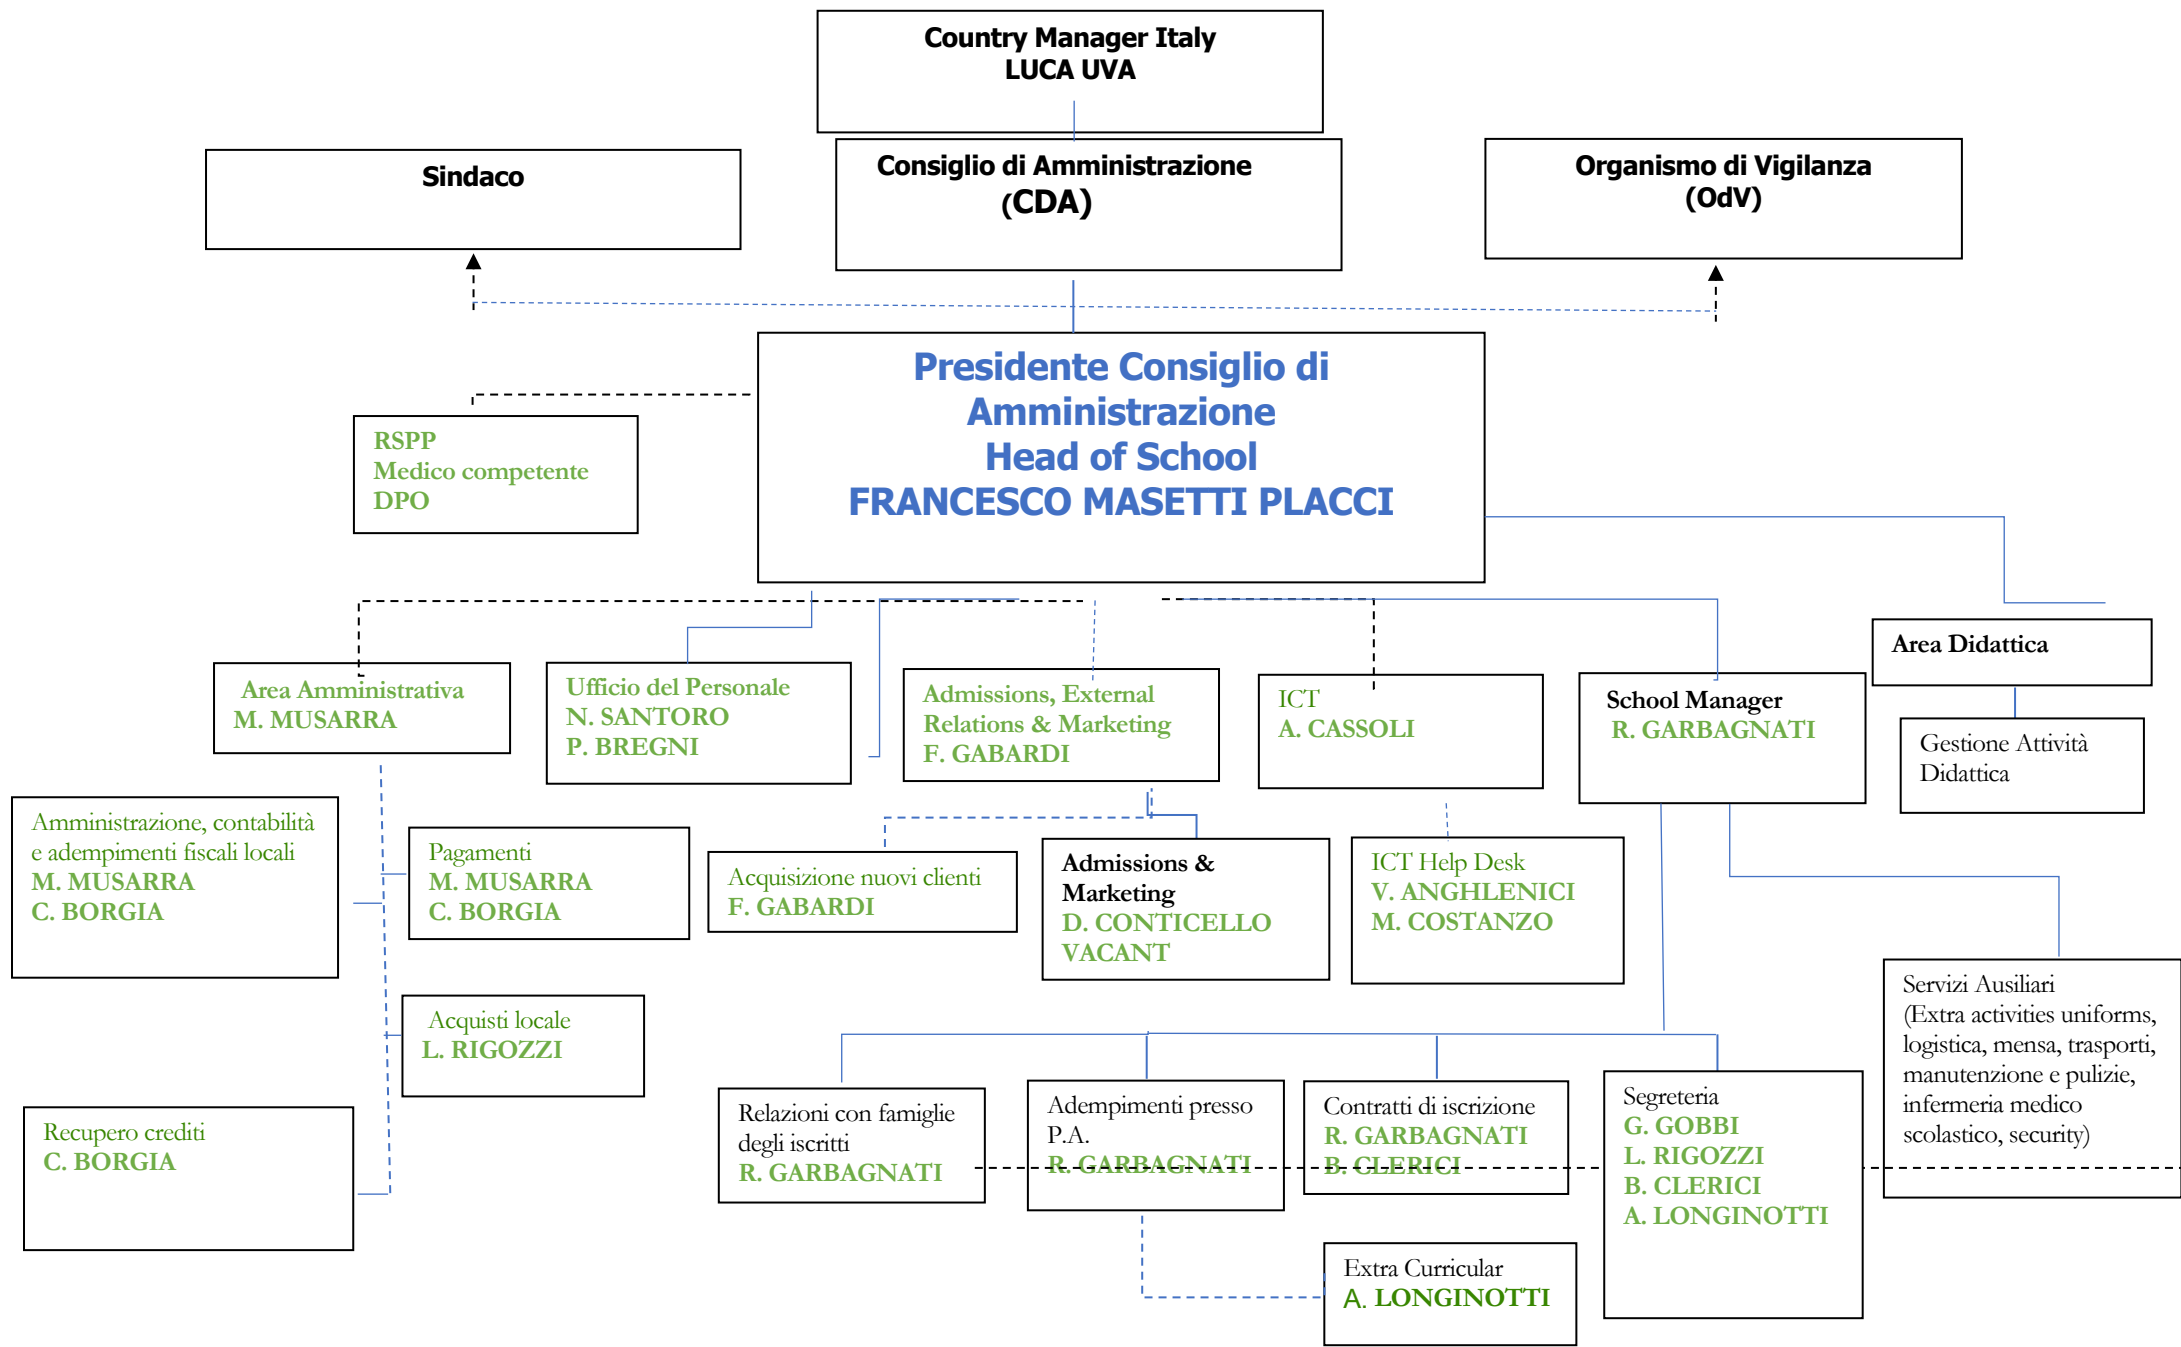 Country Manager Italy
LUCA UVA
Sindaco
Consiglio di Amministrazione
(CDA)
Organismo di Vigilanza
(OdV)
Presidente Consiglio di
Amministrazione
Head of School
FRANCESCO MASETTI PLACCI
RSPP
Medico competente
DPO
Area Amministrativa
M. MUSARRA
Ufficio del Personale
N. SANTORO
P. BREGNI
Admissions, External
Relations & Marketing
F. GABARDI
ICT
A. CASSOLI
School Manager
R. GARBAGNATI
Area Didattica
Gestione Attività
Didattica
Amministrazione, contabilità
e adempimenti fiscali locali
M. MUSARRA
C. BORGIA
Pagamenti
M. MUSARRA
C. BORGIA
Acquisizione nuovi clienti
F. GABARDI
Admissions &
Marketing
D. CONTICELLO
VACANT
ICT Help Desk
V. ANGHLENICI
M. COSTANZO
Servizi Ausiliari
(Extra activities uniforms,
logistica, mensa, trasporti,
manutenzione e pulizie,
infermeria medico
scolastico, security)
Acquisti locale
L. RIGOZZI
Recupero crediti
C. BORGIA
Relazioni con famiglie
degli iscritti
R. GARBAGNATI
Adempimenti presso
P.A.
R. GARBAGNATI
Contratti di iscrizione
R. GARBAGNATI
B. CLERICI
Segreteria
G. GOBBI
L. RIGOZZI
B. CLERICI
A. LONGINOTTI
Extra Curricular
A. LONGINOTTI